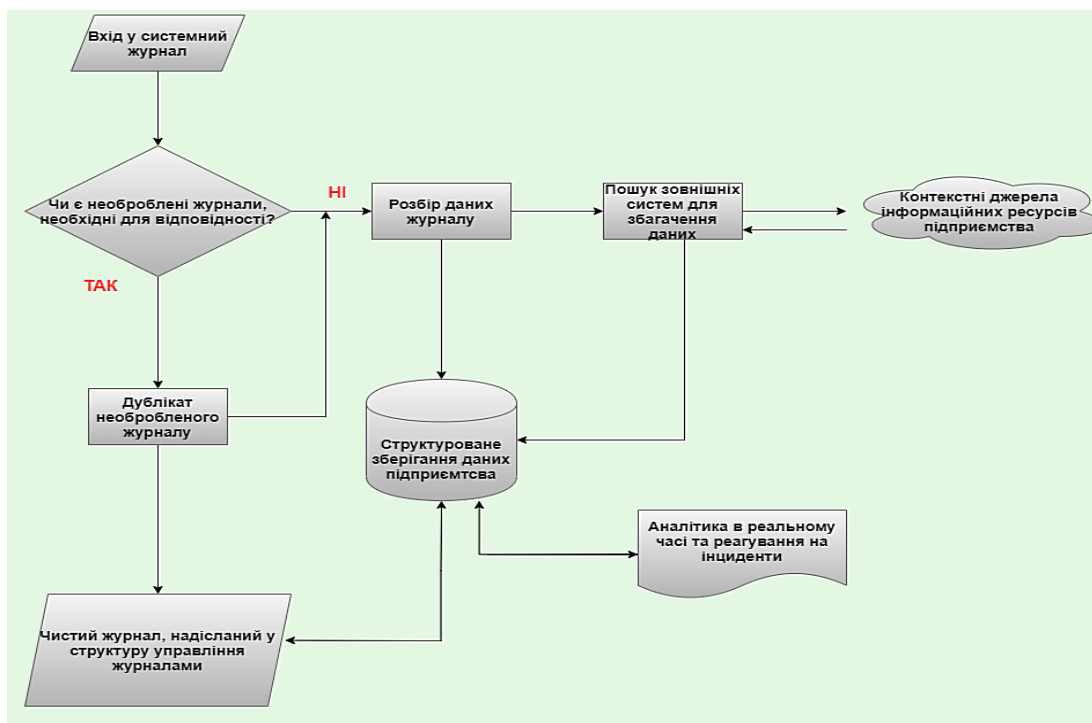 Вхід у системний
журнал
Чи є необроблені журнали,
необхідні для відповідності?
НІ
Розбір даних
журналу
Пошук зовнішніх
систем для
збагачення
даних
Контекстні джерела
інформаційних ресурсів
підприємства
ТАК
Дублікат
необробленого
журналу
Структуроване
зберігання даних
підприємтсва
Аналітика в реальному
часі та реагування на
інциденти
Чистий журнал, надісланий у
структуру управління
журналами